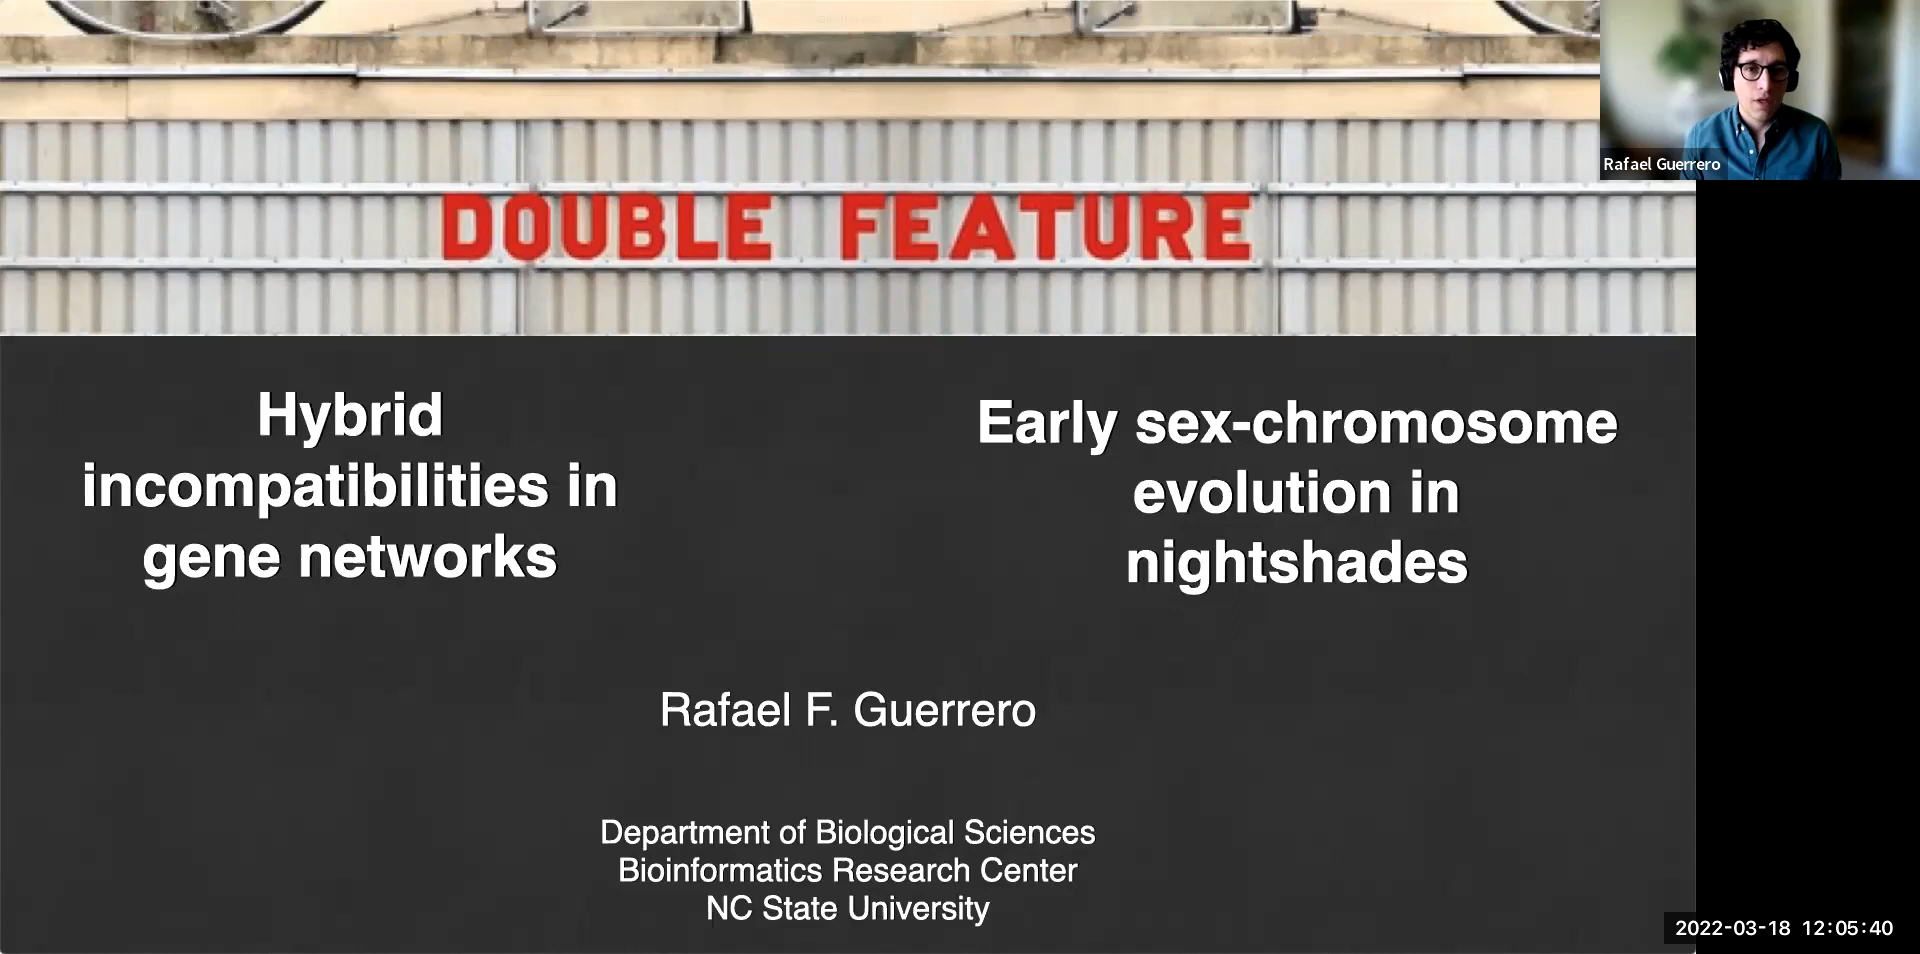 DOUBLE FEATURE
Rafael Guerrero
Hybrid
incompatibilities in
gene networks
Early sex-chromosome
evolution in
nightshades
Rafael F. Guerrero
Department of Biological Sciences
Bioinformatics Research Center
NC State University
2022-03-18 12:05:40